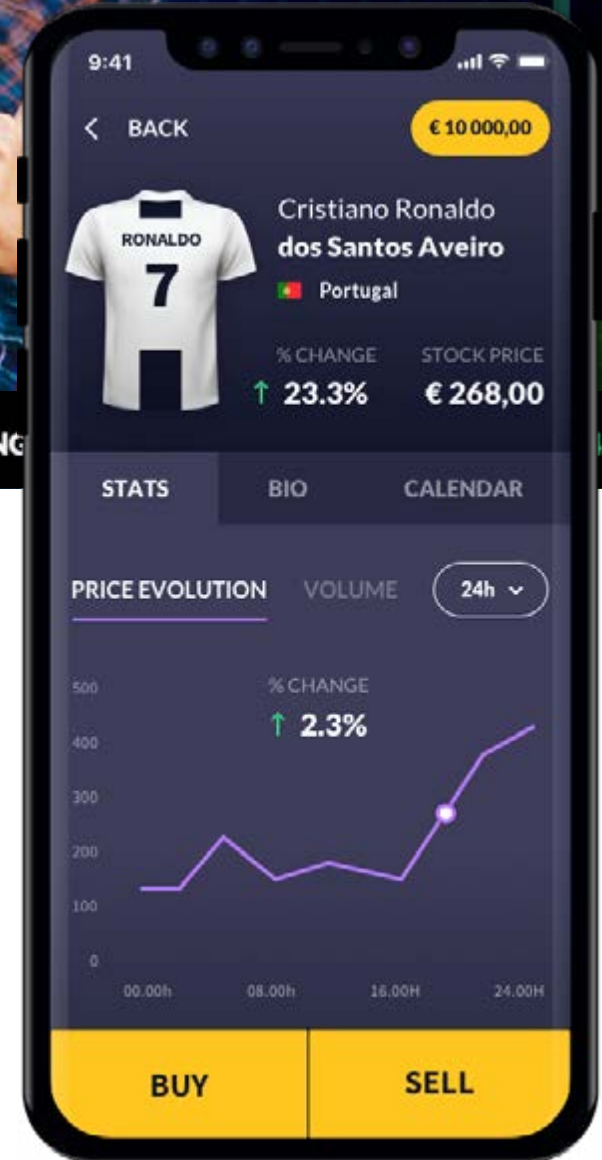 9:41
BACK
€ 10 000,00
RONALDO
7
Cristiano Ronaldo
dos Santos Aveiro
Portugal
% CHANGE STOCK PRICE
↑ 23.3% € 268,00
STATS BIO CALENDAR
PRICE EVOLUTION VOLUME 24h
% CHANGE
↑ 2.3%
500
400
300
200
100
0
00.00h 08.00h 16.00H 24.00H
BUY SELL